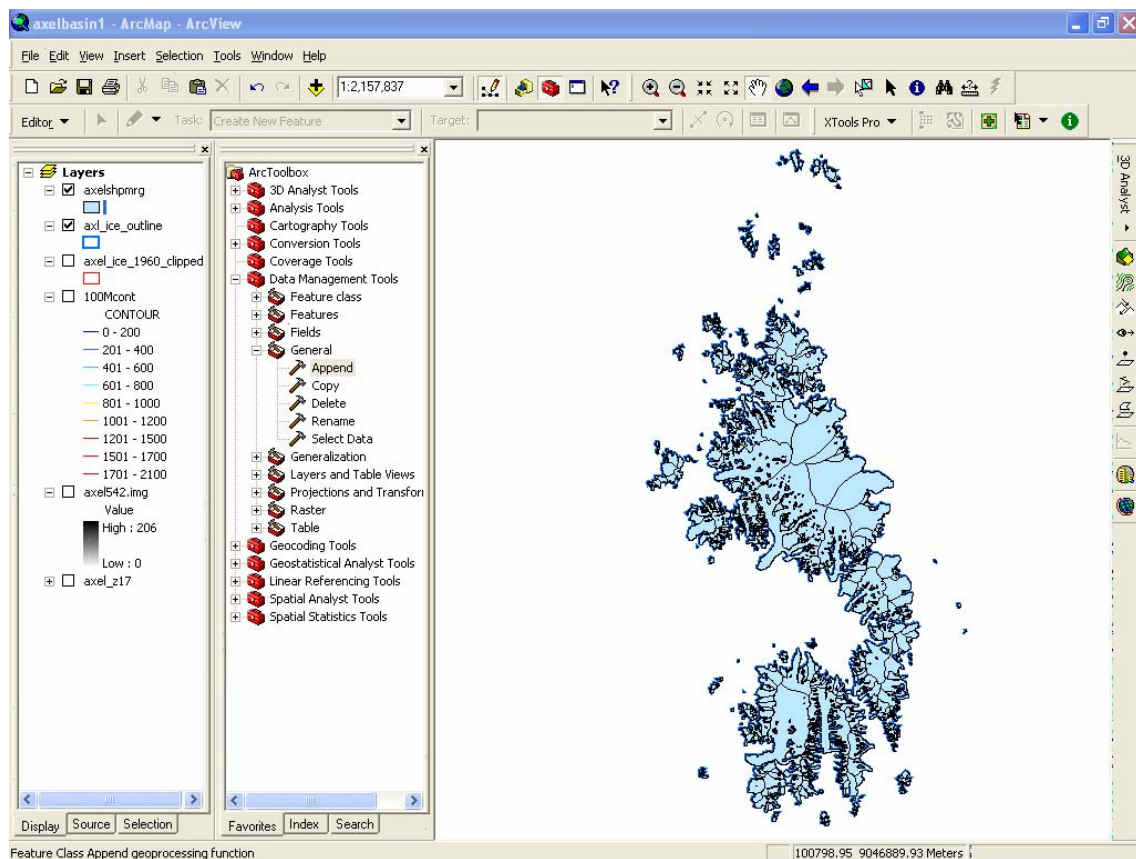 axelbasin1 - ArcMap - ArcView
File Edit View Insert Selection Tools Window Help
1:2,157,837
Editor Task: Create New Feature Target: XTools Pro
Layers
axelshpmrg
axl_ice_outline
axel_ice_1960_clipped
100Mcont
CONTOUR
0 - 200
201 - 400
401 - 600
601 - 800
801 - 1000
1001 - 1200
1201 - 1500
1501 - 1700
1701 - 2100
axel542.img
Value
High : 206
Low : 0
axel_z17
Display Source Selection
ArcToolbox
3D Analyst Tools
Analysis Tools
Cartography Tools
Conversion Tools
Coverage Tools
Data Management Tools
Feature class
Features
Fields
General
Append
Copy
Delete
Rename
Select Data
Generalization
Layers and Table Views
Projections and Transfor
Raster
Table
Geocoding Tools
Geostatistical Analyst Tools
Linear Referencing Tools
Spatial Analyst Tools
Spatial Statistics Tools
Favorites Index Search
3D Analyst
Feature Class Append geoprocessing function
100798.95 9046889.93 Meters